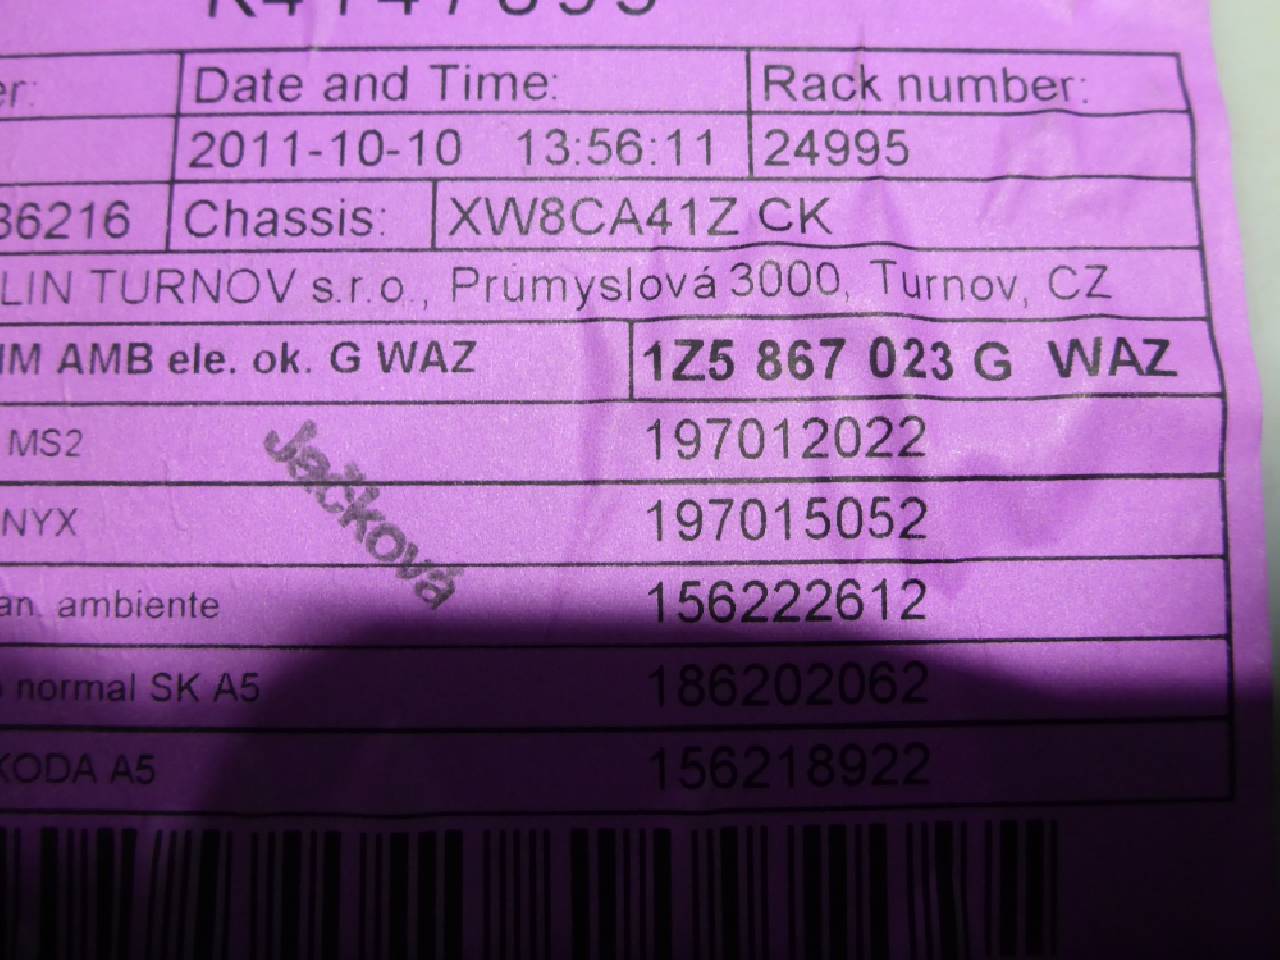 er: Date and Time: Rack number:
2011-10-10 13:56:11 24995
36216 Chassis: XW8CA41Z CK
LIN TURNOV s.r.o., Průmyslová 3000, Turnov, CZ
IM AMB ele. ok. G WAZ 1Z5 867 023 G WAZ
MS2 197012022
Jačková
NYX 197015052
an. ambiente 156222612
normal SK A5 186202062
KODA A5 156218922